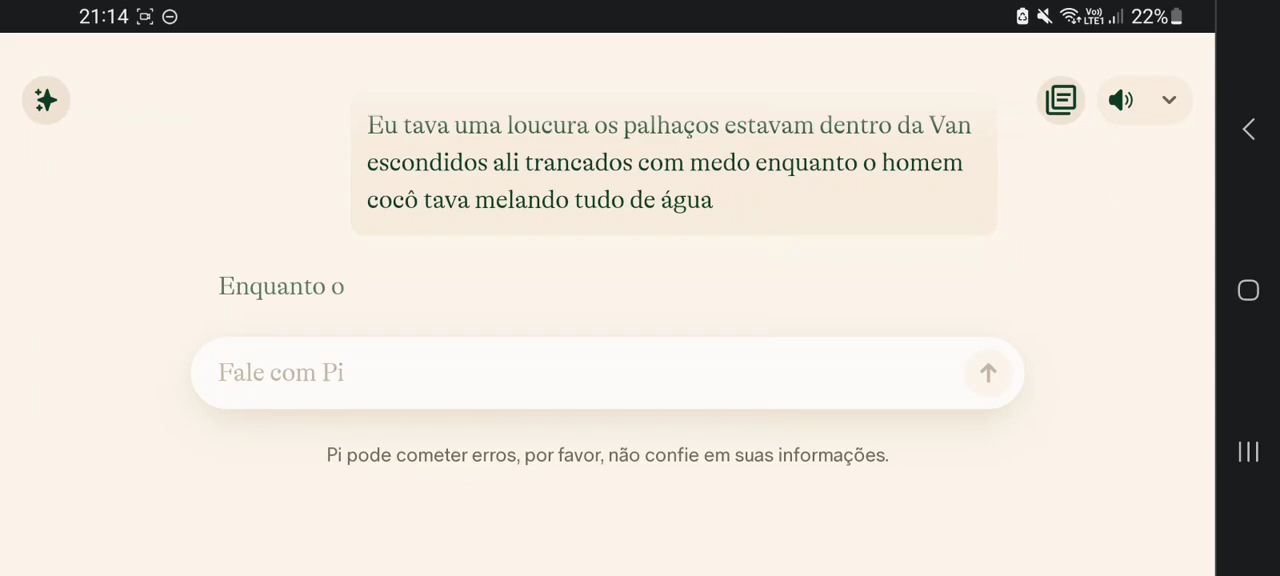 21:14 Vo) LTE1 22%
Eu tava uma loucura os palhaços estavam dentro da Van
escondidos ali trancados com medo enquanto o homem
cocô tava melando tudo de água
Enquanto o
Fale com Pi
Pi pode cometer erros, por favor, não confie em suas informações.